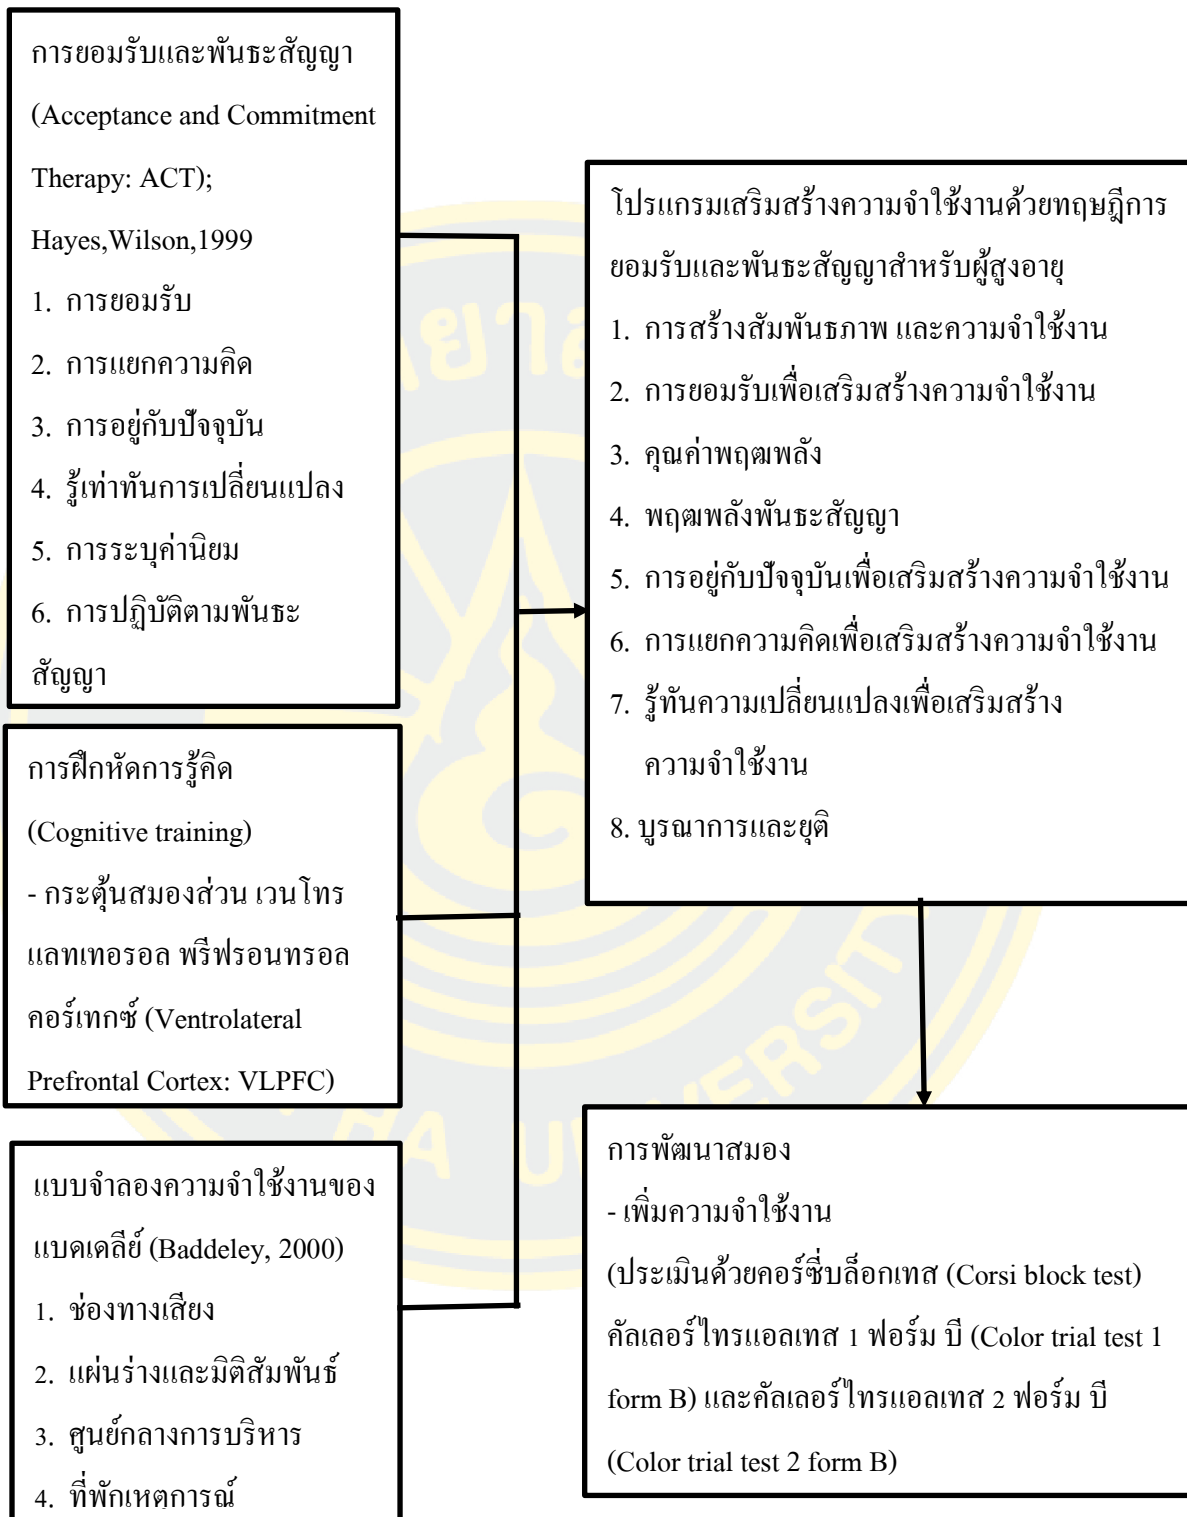 การยอมรับและพันธะสัญญา
(Acceptance and Commitment
Therapy: ACT);
Hayes,Wilson,1999
1. การยอมรับ
2. การแยกความคิด
3. การอยู่กับปัจจุบัน
4. รู้เท่าทันการเปลี่ยนแปลง
5. การระบุค่านิยม
6. การปฏิบัติตามพันธะ
สัญญา
การฝึกหัดการรู้คิด
(Cognitive training)
- กระตุ้นสมองส่วน เวนโทร
แลทเทอรอล พรีฟรอนทรอล
คอร์เทกซ์ (Ventrolateral
Prefrontal Cortex: VLPFC)
แบบจำลองความจำใช้งานของ
แบดเดลีย์ (Baddeley, 2000)
1. ช่องทางเสียง
2. แผ่นร่างและมิติสัมพันธ์
3. ศูนย์กลางการบริหาร
4. ที่พักเหตุการณ์
โปรแกรมเสริมสร้างความจำใช้งานด้วยทฤษฎีการ
ยอมรับและพันธะสัญญาสำหรับผู้สูงอายุ
1. การสร้างสัมพันธภาพ และความจำใช้งาน
2. การยอมรับเพื่อเสริมสร้างความจำใช้งาน
3. คุณค่าพฤฒพลัง
4. พฤฒพลังพันธะสัญญา
5. การอยู่กับปัจจุบันเพื่อเสริมสร้างความจำใช้งาน
6. การแยกความคิดเพื่อเสริมสร้างความจำใช้งาน
7. รู้ทันความเปลี่ยนแปลงเพื่อเสริมสร้าง
ความจำใช้งาน
8. บูรณาการและยุติ
การพัฒนาสมอง
- เพิ่มความจำใช้งาน
(ประเมินด้วยคอร์ซี่บล็อกเทส (Corsi block test)
คัลเลอร์ไทรแอลเทส 1 ฟอร์ม บี (Color trial test 1
form B) และคัลเลอร์ไทรแอลเทส 2 ฟอร์ม บี
(Color trial test 2 form B)